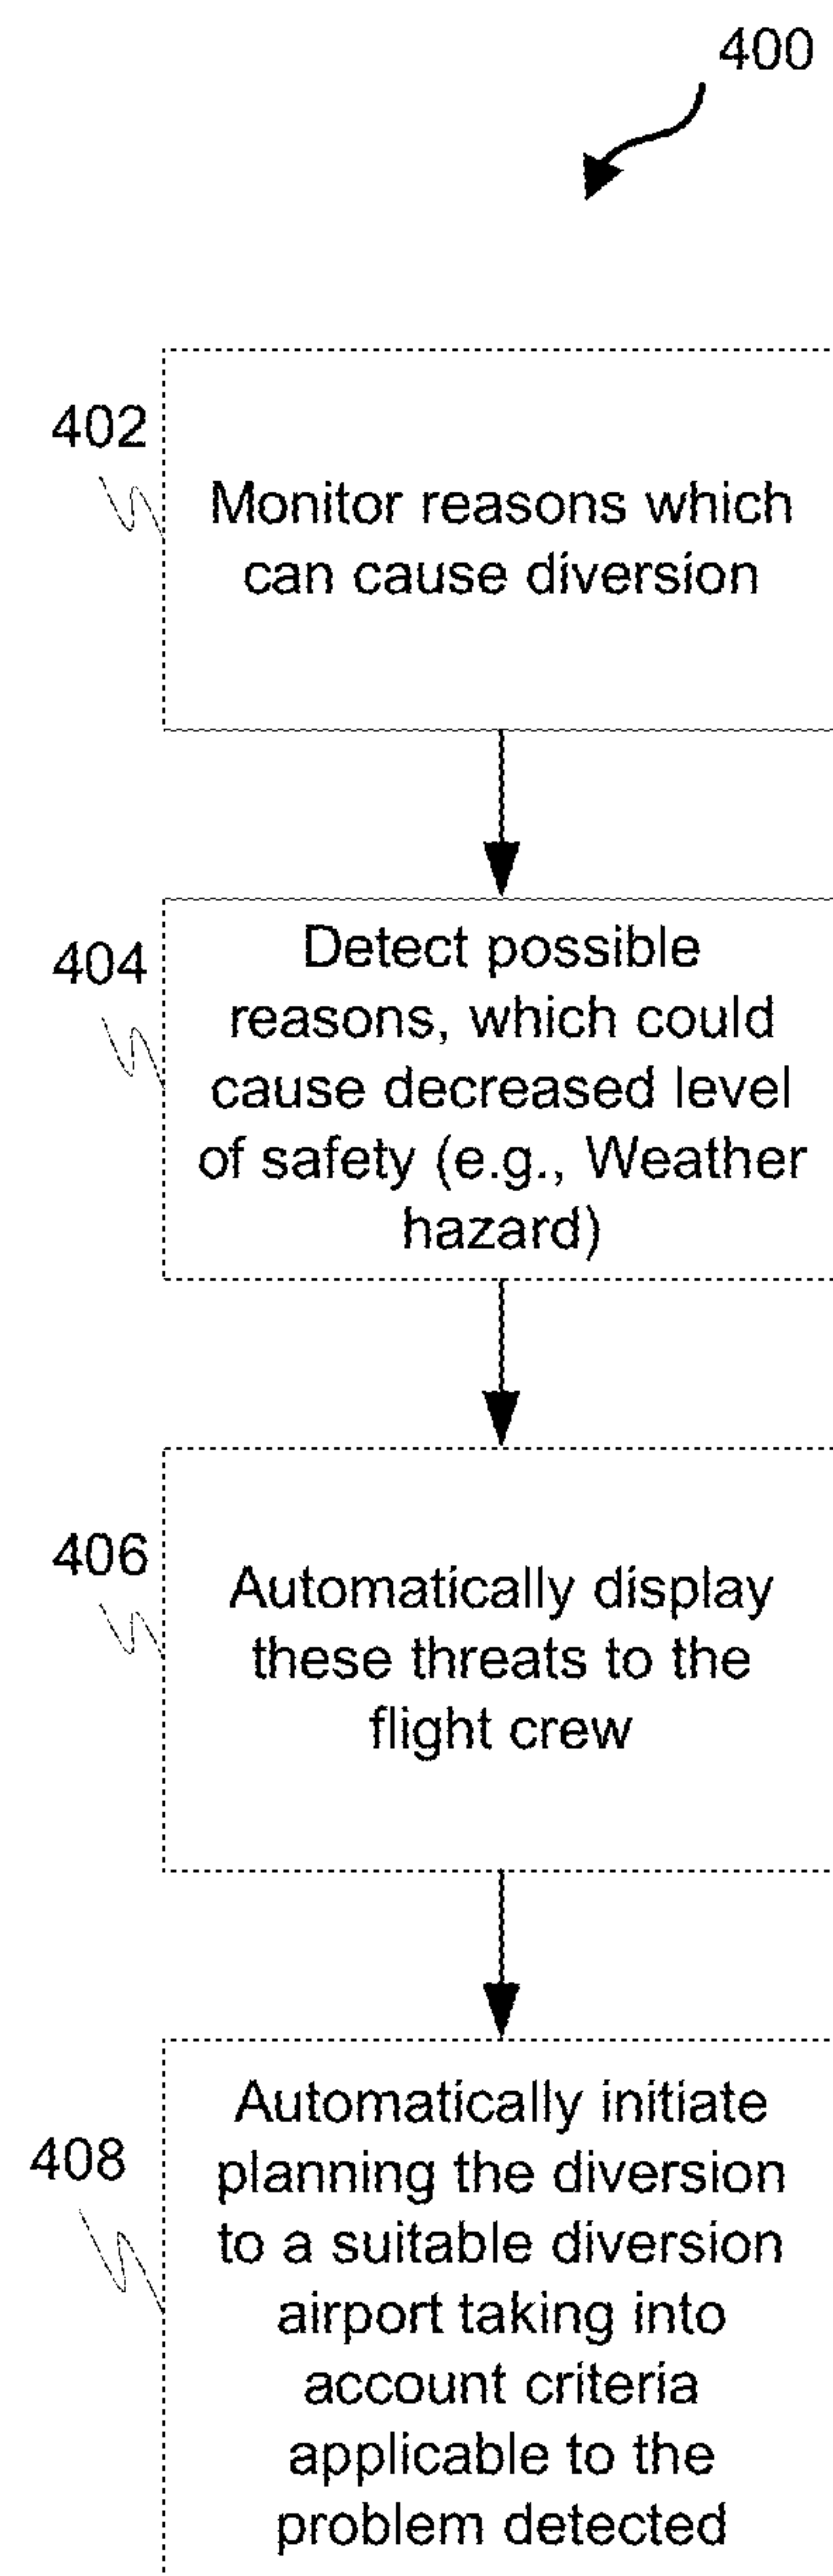 400
402
Monitor reasons which
can cause diversion
404
Detect possible
reasons, which could
cause decreased level
of safety (e.g., Weather
hazard)
406
Automatically display
these threats to the
flight crew
408
Automatically initiate
planning the diversion
to a suitable diversion
airport taking into
account criteria
applicable to the
problem detected